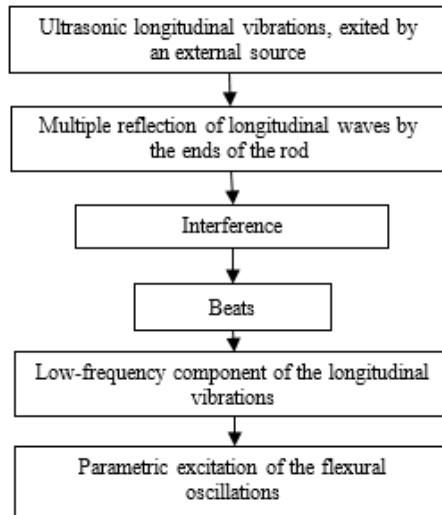 Ultrasonic longitudinal vibrations, exited by
an external source
Multiple reflection of longitudinal waves by
the ends of the rod
Interference
Beats
Low-frequency component of the longitudinal
vibrations
Parametric excitation of the flexural
oscillations